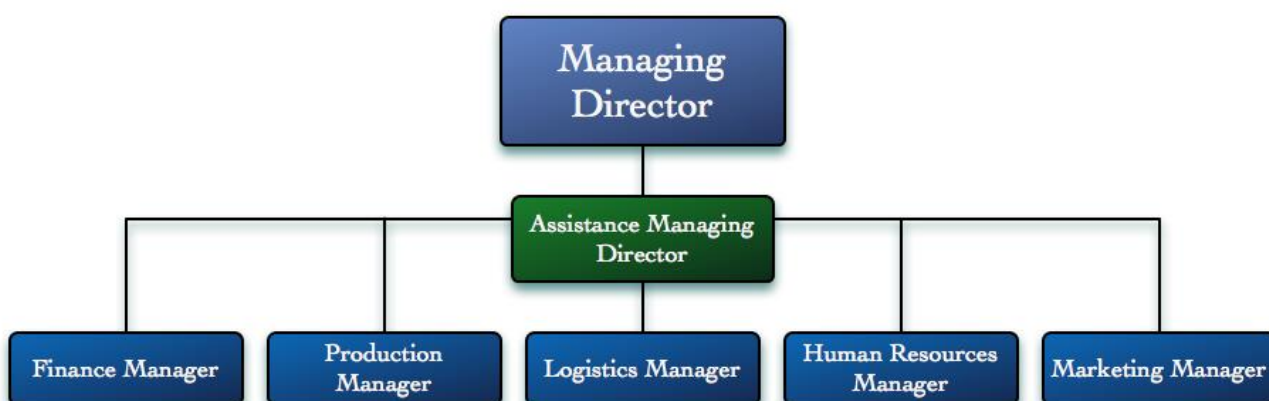 Managing
Director
Assistance Managing
Director
Finance Manager
Production
Manager
Logistics Manager
Human Resources
Manager
Marketing Manager